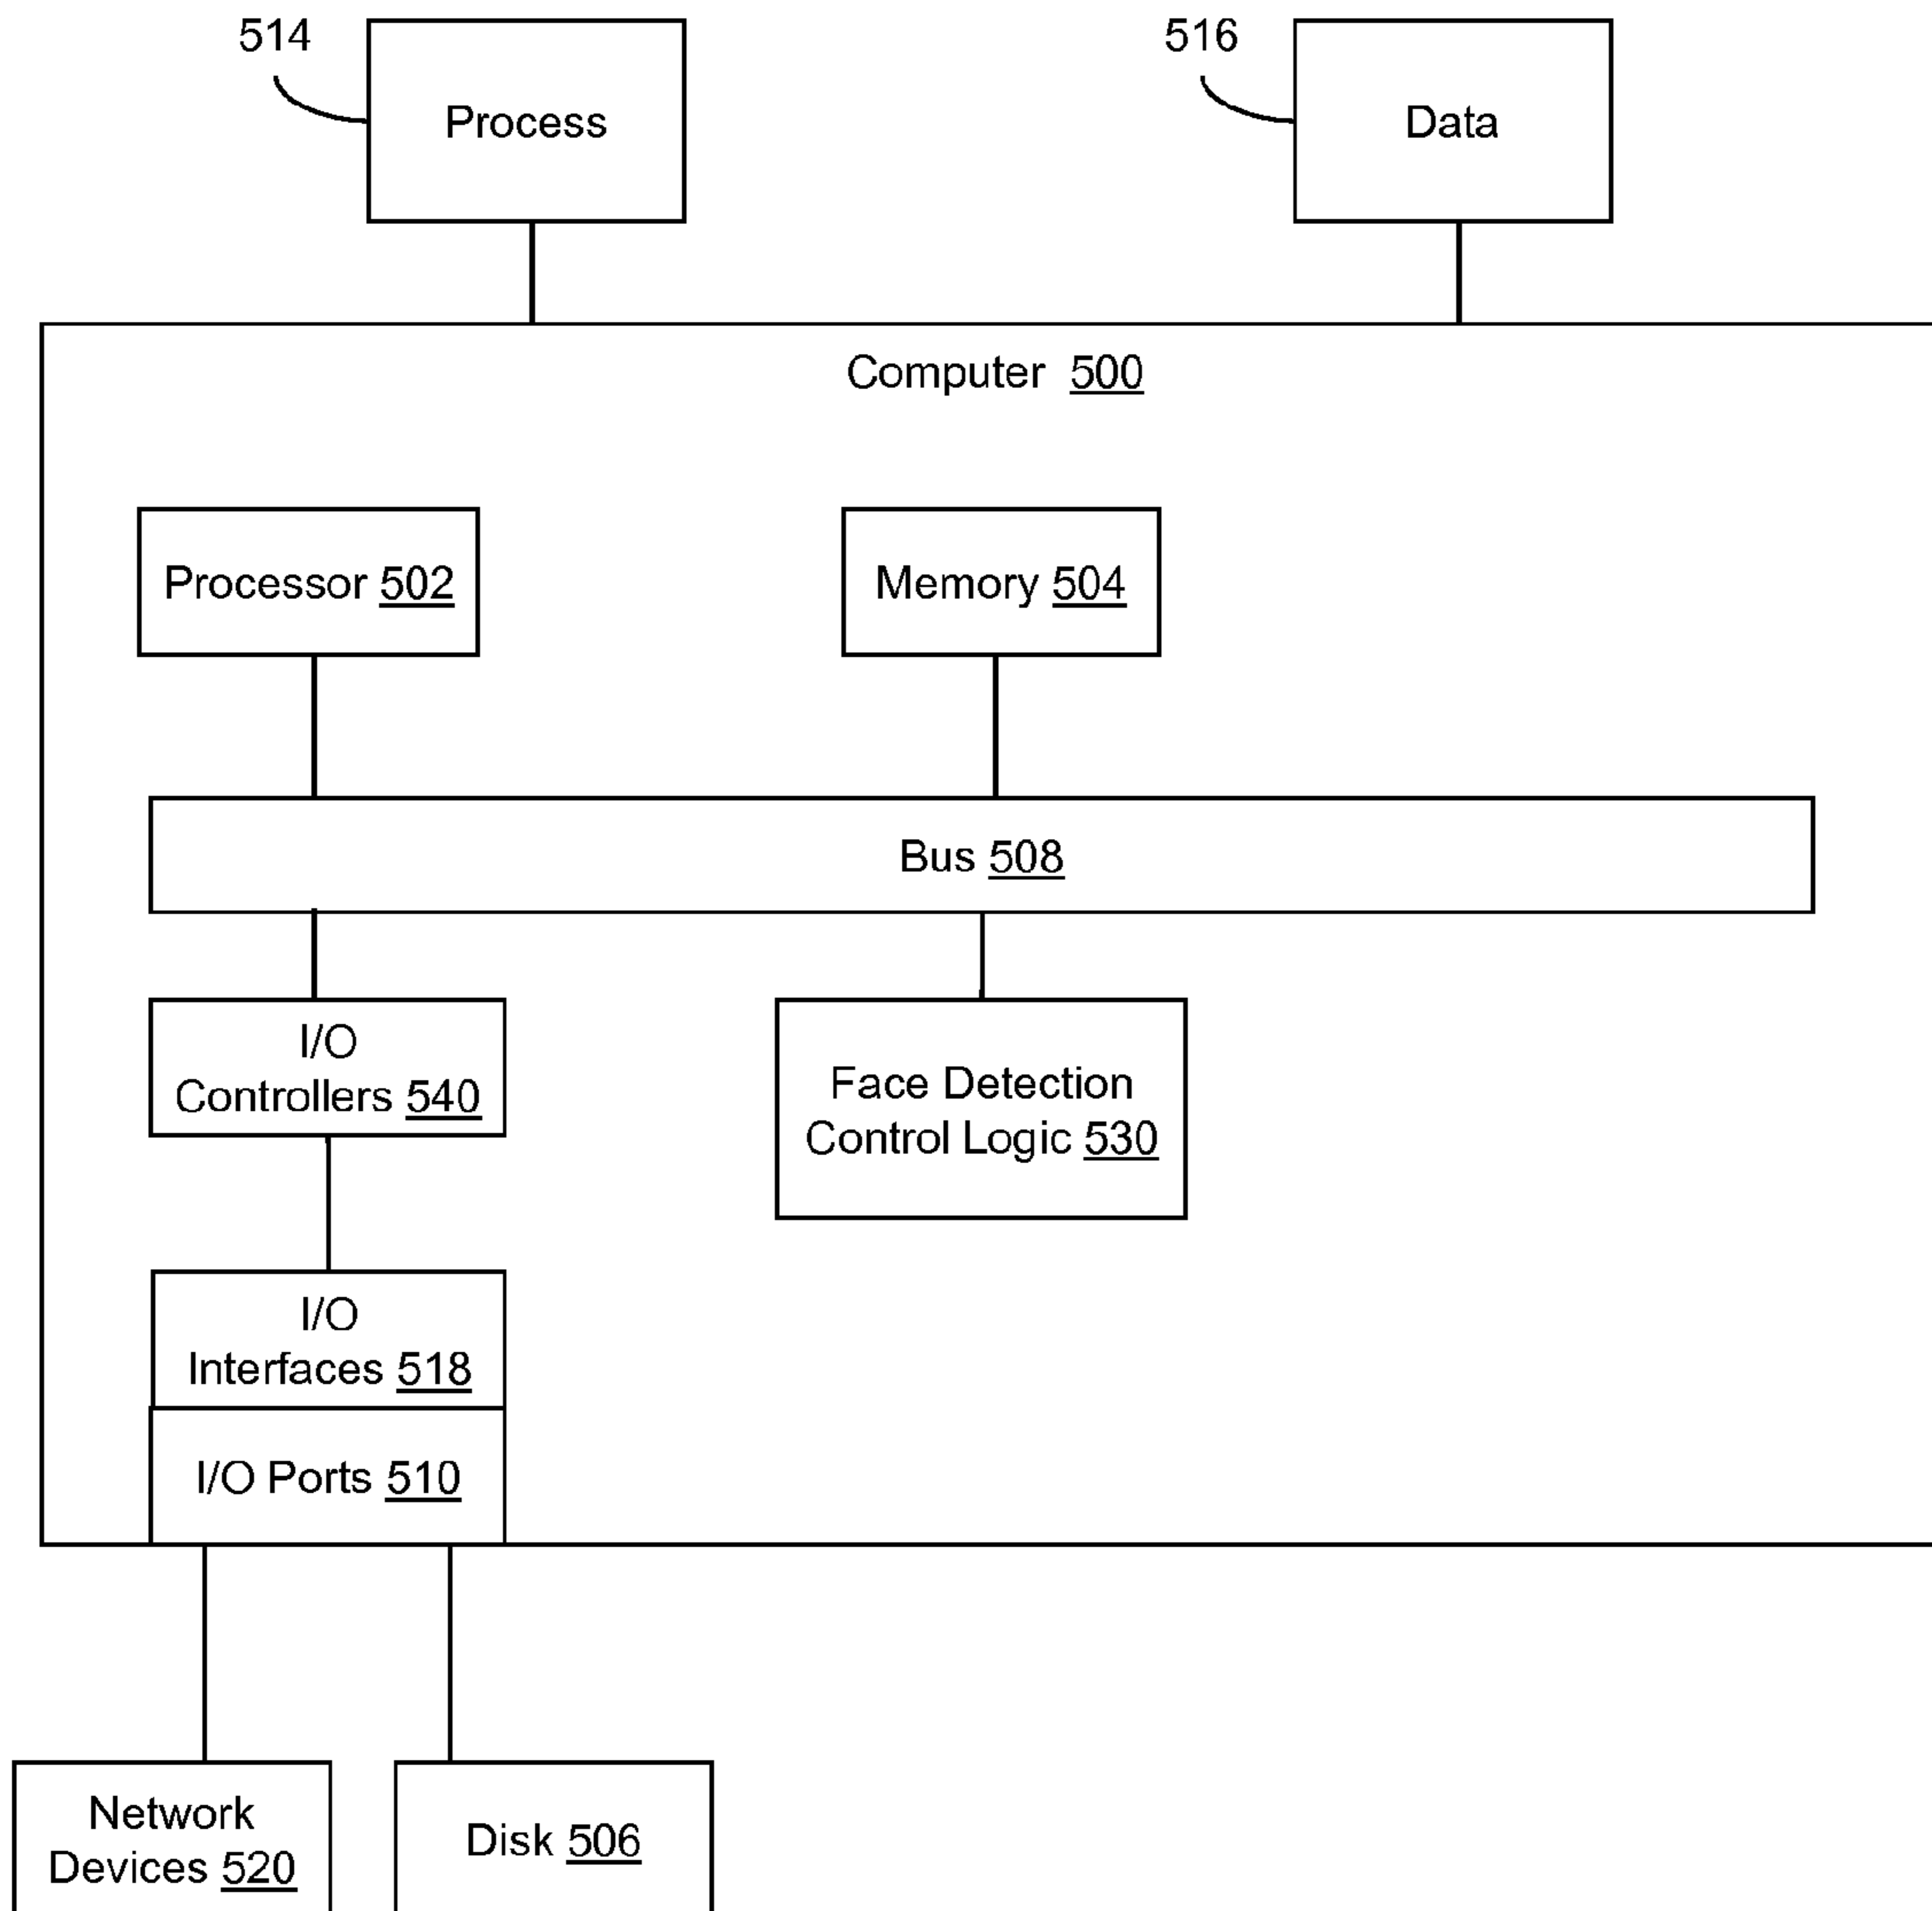 514
Process
516
Data
Computer 500
Processor 502
Memory 504
Bus 508
I/O
Controllers 540
Face Detection
Control Logic 530
I/O
Interfaces 518
I/O Ports 510
Network
Devices 520
Disk 506